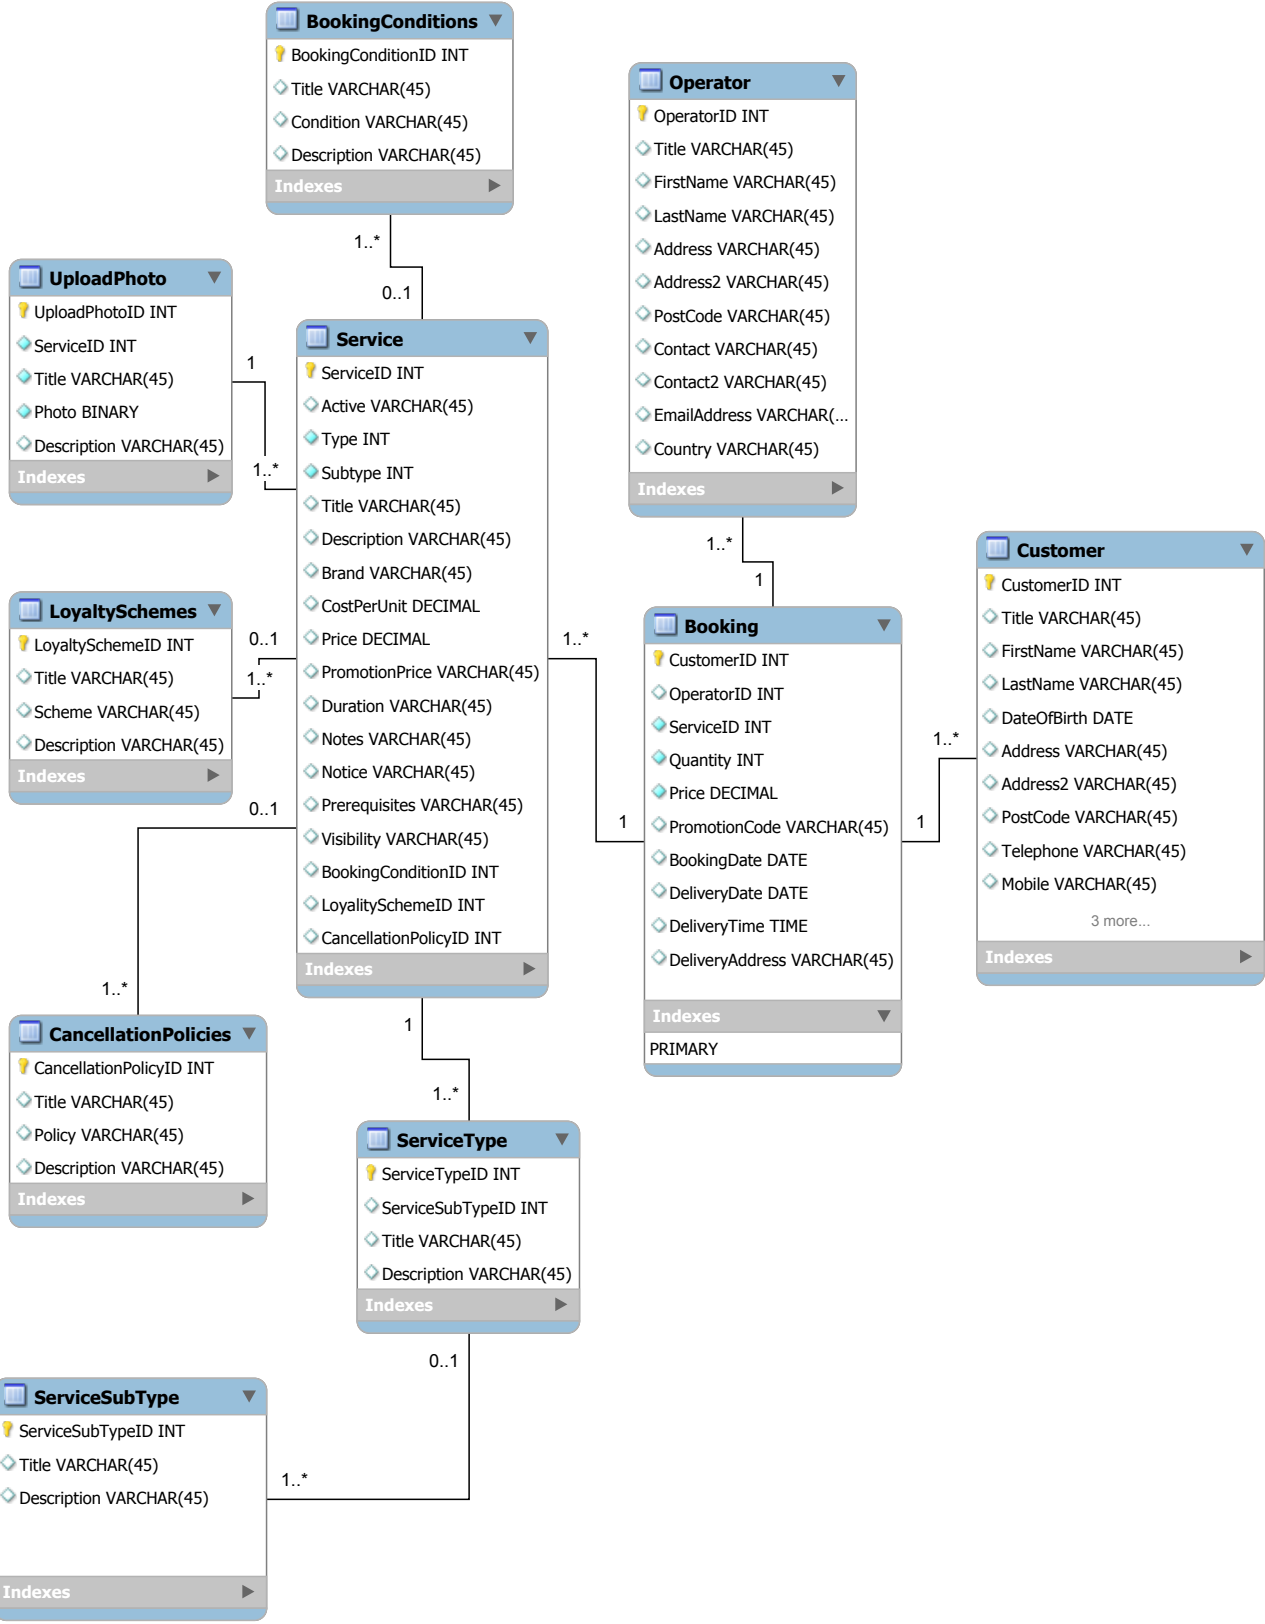 BookingConditions
BookingConditionID INT
Title VARCHAR(45)
Condition VARCHAR(45)
Description VARCHAR(45)
Indexes
Operator
OperatorID INT
Title VARCHAR(45)
FirstName VARCHAR(45)
LastName VARCHAR(45)
Address VARCHAR(45)
Address2 VARCHAR(45)
PostCode VARCHAR(45)
Contact VARCHAR(45)
Contact2 VARCHAR(45)
EmailAddress VARCHAR(...
Country VARCHAR(45)
Indexes
1..*
0..1
UploadPhoto
UploadPhotoID INT
ServiceID INT
Title VARCHAR(45)
Photo BINARY
Description VARCHAR(45)
Indexes
1
1..*
Service
ServiceID INT
Active VARCHAR(45)
Type INT
Subtype INT
Title VARCHAR(45)
Description VARCHAR(45)
Brand VARCHAR(45)
CostPerUnit DECIMAL
Price DECIMAL
PromotionPrice VARCHAR(45)
Duration VARCHAR(45)
Notes VARCHAR(45)
Notice VARCHAR(45)
Prerequisites VARCHAR(45)
Visibility VARCHAR(45)
BookingConditionID INT
LoyalitySchemeID INT
CancellationPolicyID INT
Indexes
1..*
1
Customer
CustomerID INT
Title VARCHAR(45)
FirstName VARCHAR(45)
LastName VARCHAR(45)
DateOfBirth DATE
Address VARCHAR(45)
Address2 VARCHAR(45)
PostCode VARCHAR(45)
Telephone VARCHAR(45)
Mobile VARCHAR(45)
3 more...
Indexes
LoyaltySchemes
LoyaltySchemeID INT
Title VARCHAR(45)
Scheme VARCHAR(45)
Description VARCHAR(45)
Indexes
0..1
1..*
1..*
1
Booking
CustomerID INT
OperatorID INT
ServiceID INT
Quantity INT
Price DECIMAL
PromotionCode VARCHAR(45)
BookingDate DATE
DeliveryDate DATE
DeliveryTime TIME
DeliveryAddress VARCHAR(45)
Indexes
PRIMARY
1..*
1
0..1
1..*
CancellationPolicies
CancellationPolicyID INT
Title VARCHAR(45)
Policy VARCHAR(45)
Description VARCHAR(45)
Indexes
1
1..*
ServiceType
ServiceTypeID INT
ServiceSubTypeID INT
Title VARCHAR(45)
Description VARCHAR(45)
Indexes
0..1
1..*
ServiceSubType
ServiceSubTypeID INT
Title VARCHAR(45)
Description VARCHAR(45)
Indexes